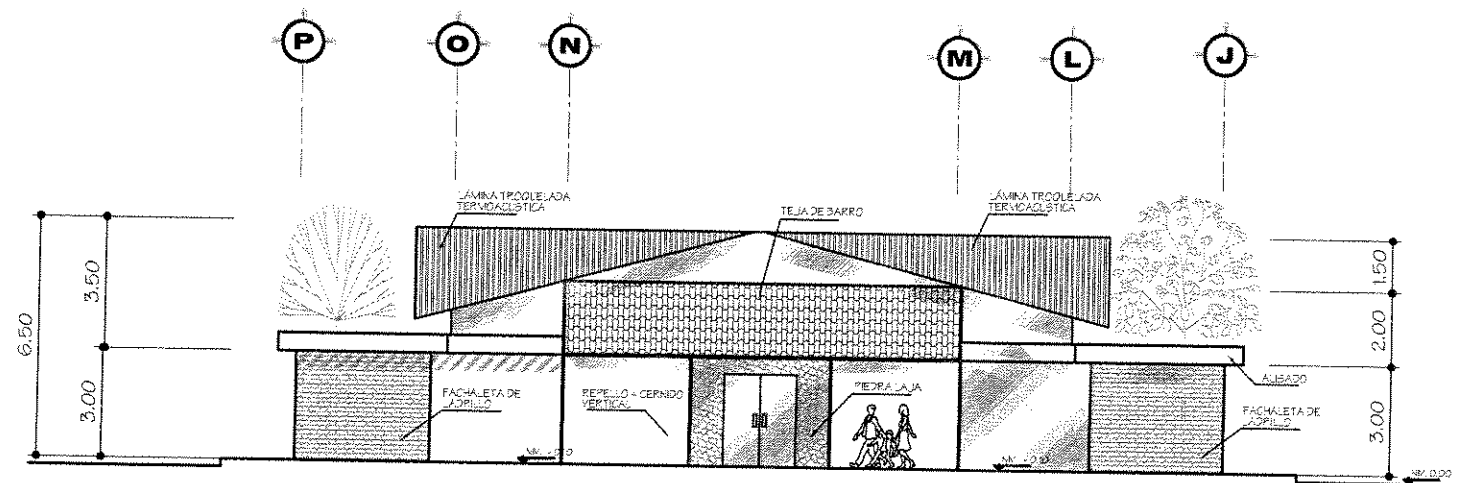 P
O
N
M
L
J
LÁMINA TROQUELADA
TERMOACÚSTICA
TEJA DE BARRO
LÁMINA TROQUELADA
TERMOACÚSTICA
6.50
3.50
3.00
1.50
2.00
3.00
FACHALETA DE
LADRILLO
REPELLO + CERNIDO
VERTICAL
PIEDRA LAJA
ALISADO
FACHALETA DE
LADRILLO
NIV. 0.00